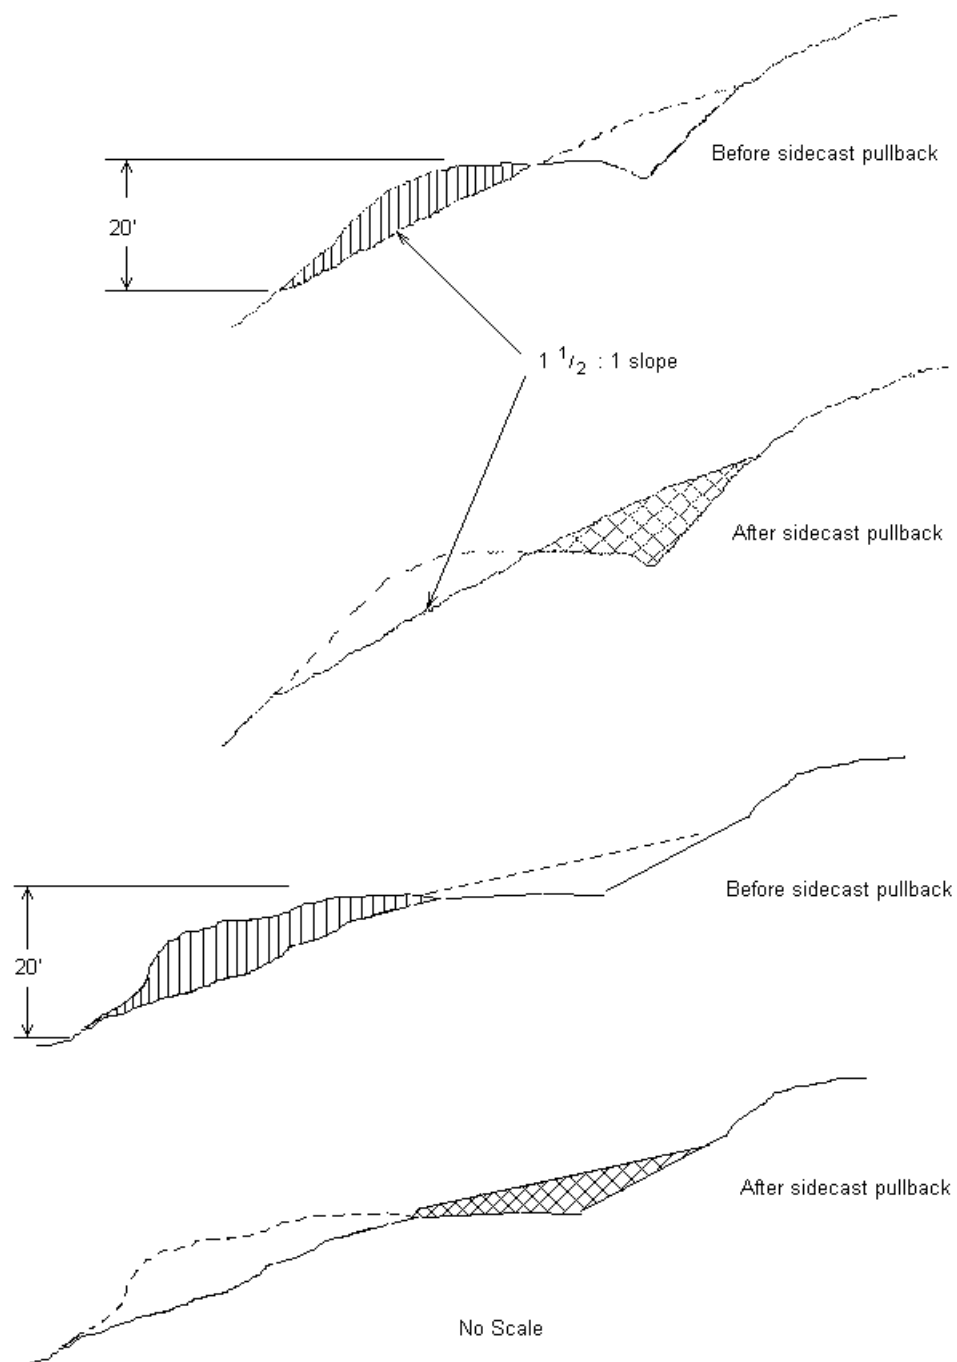 Before sidecast pullback
20'
1 1/2 : 1 slope
After sidecast pullback
Before sidecast pullback
20'
After sidecast pullback
No Scale